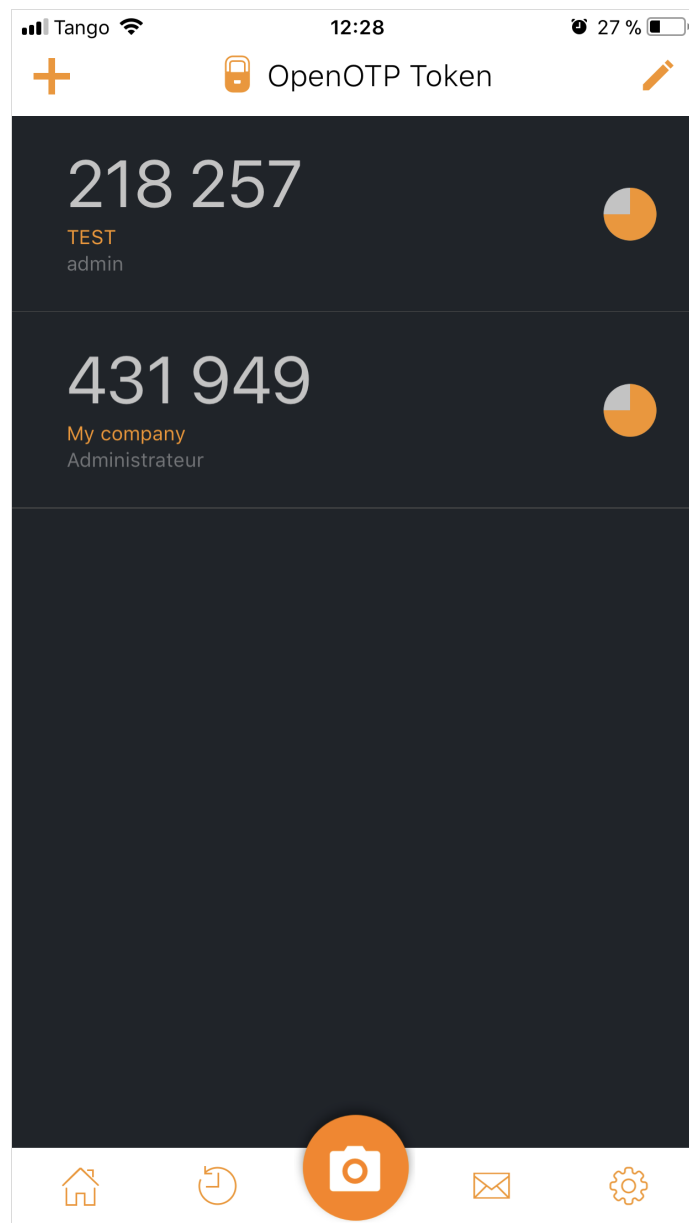 Tango 12:28 27 %
OpenOTP Token
218 257
TEST
admin
431 949
My company
Administrateur